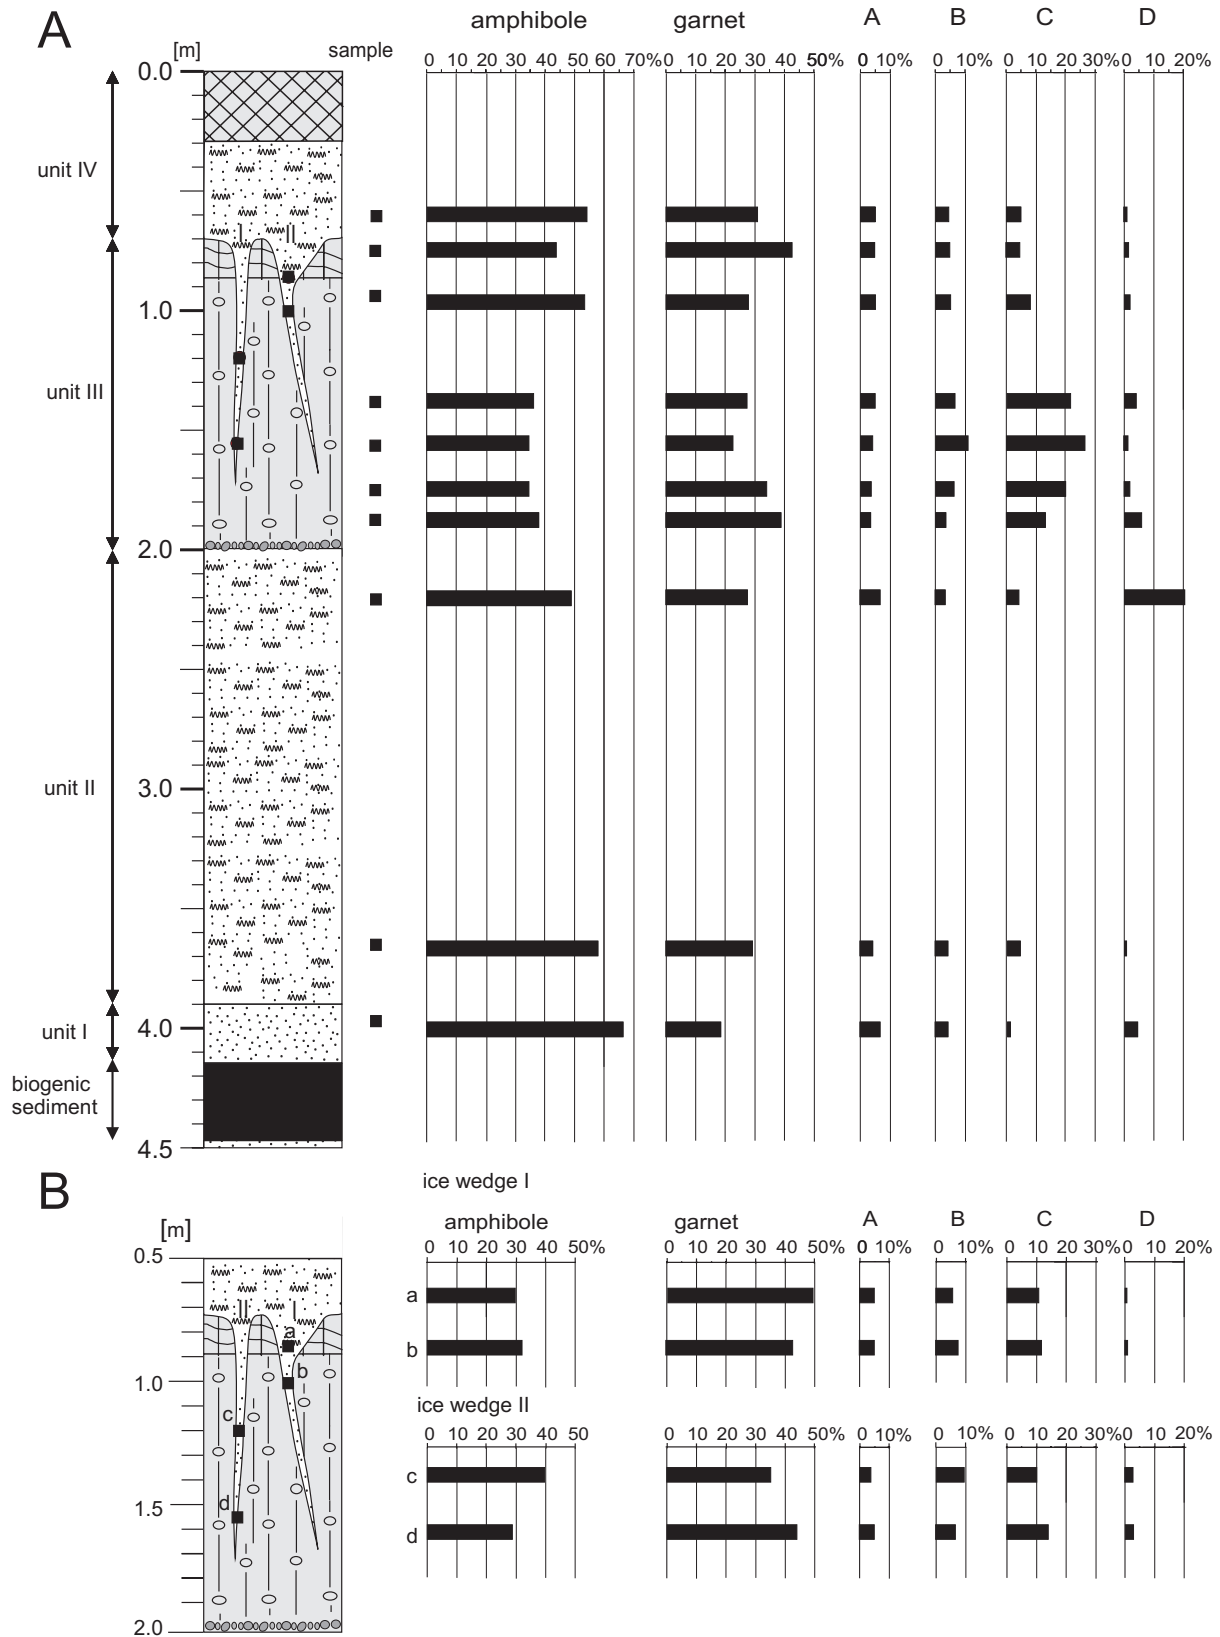 A
amphibole garnet A B C D
[m] sample
0 10 20 30 40 50 60 70% 0 10 20 30 40 50% 0 10% 0 10% 0 10 20 30% 0 10 20%
0.0
unit IV
I II
1.0
unit III
2.0
unit II
3.0
unit I
4.0
biogenic
sediment
4.5
B
ice wedge I
[m]
amphibole garnet A B C D
0 10 20 30 40 50% 0 10 20 30 40 50% 0 10% 0 10% 0 10 20 30% 0 10 20%
0.5
a
II I
a
b
b
1.0
ice wedge II
c
0 10 20 30 40 50 0 10 20 30 40 50% 0 10% 0 10% 0 10 20 30% 0 10 20%
c
1.5
d
d
2.0